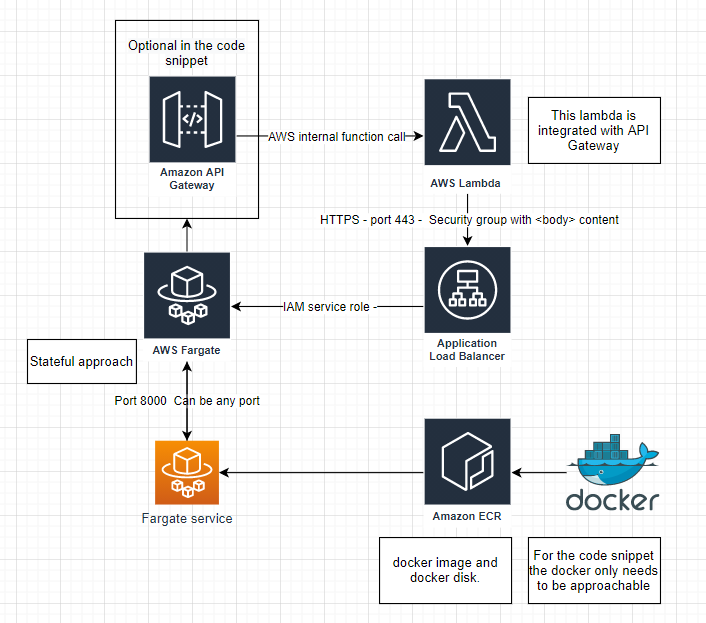 Optional in the code
snippet
</>
Amazon API
Gateway
AWS internal function call
AWS Lambda
This lambda is
integrated with API
Gateway
HTTPS - port 443 -  Security group with <body> content
AWS Fargate
IAM service role -
Application
Load Balancer
Stateful approach
Port 8000  Can be any port
Fargate service
Amazon ECR
docker
docker image and
docker disk.
For the code snippet
the docker only needs
to be approachable